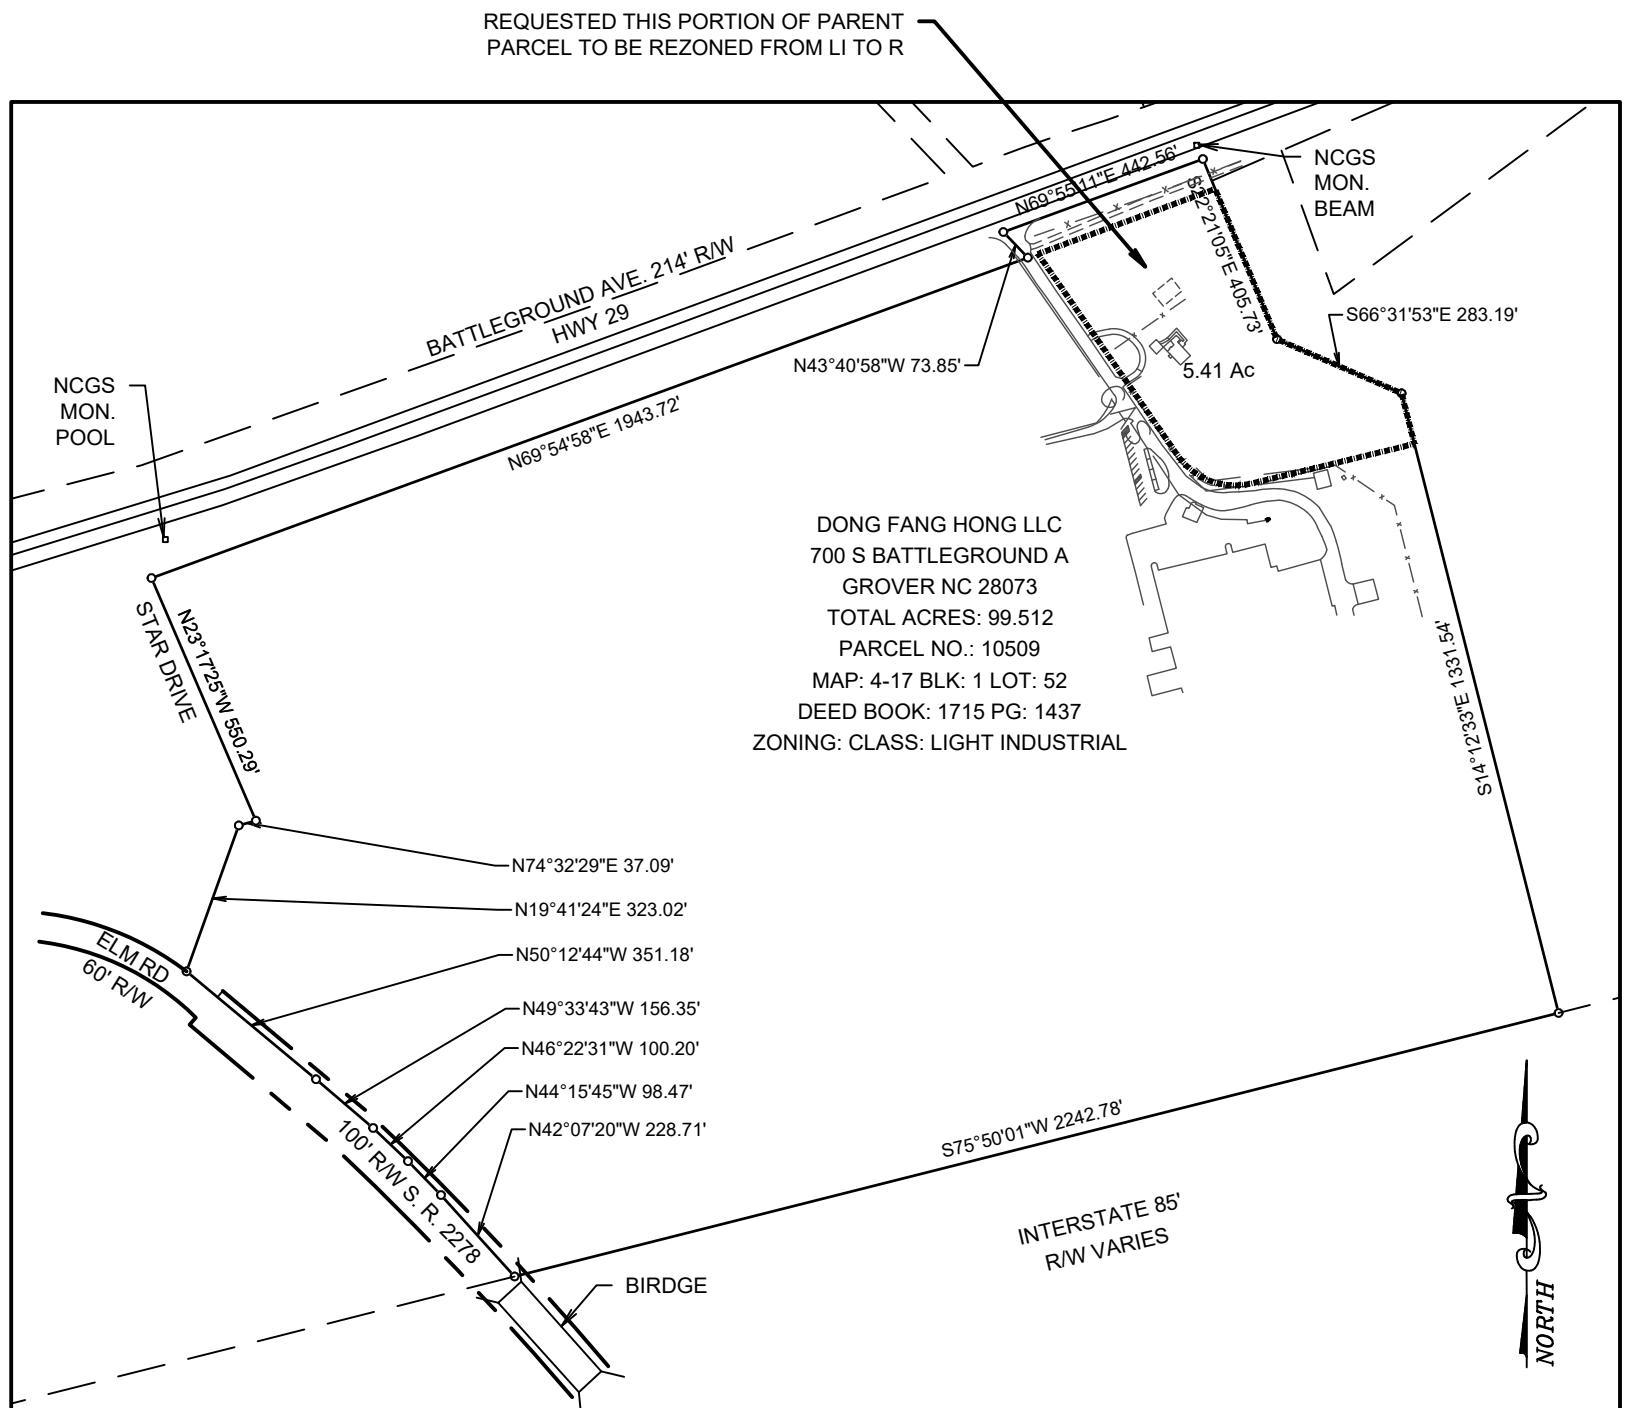 REQUESTED THIS PORTION OF PARENT
PARCEL TO BE REZONED FROM LI TO R
NCGS
MON.
BEAM
N69°55'11"E 442.56'
S22°21'05"E 405.73'
BATTLEGROUND AVE. 214' R/W
HWY 29
S66°31'53"E 283.19'
N43°40'58"W 73.85'
5.41 Ac
NCGS
MON.
POOL
N69°54'58"E 1943.72'
DONG FANG HONG LLC
700 S BATTLEGROUND A
GROVER NC 28073
TOTAL ACRES: 99.512
PARCEL NO.: 10509
MAP: 4-17 BLK: 1 LOT: 52
DEED BOOK: 1715 PG: 1437
ZONING: CLASS: LIGHT INDUSTRIAL
STAR DRIVE
N23°17'25"W 550.29'
S14°12'33"E 1331.54'
N74°32'29"E 37.09'
N19°41'24"E 323.02'
ELM RD
60' R/W
N50°12'44"W 351.18'
N49°33'43"W 156.35'
N46°22'31"W 100.20'
N44°15'45"W 98.47'
N42°07'20"W 228.71'
100' R/W S. R. 2278
S75°50'01"W 2242.78'
INTERSTATE 85'
R/W VARIES
BIRDGE
NORTH